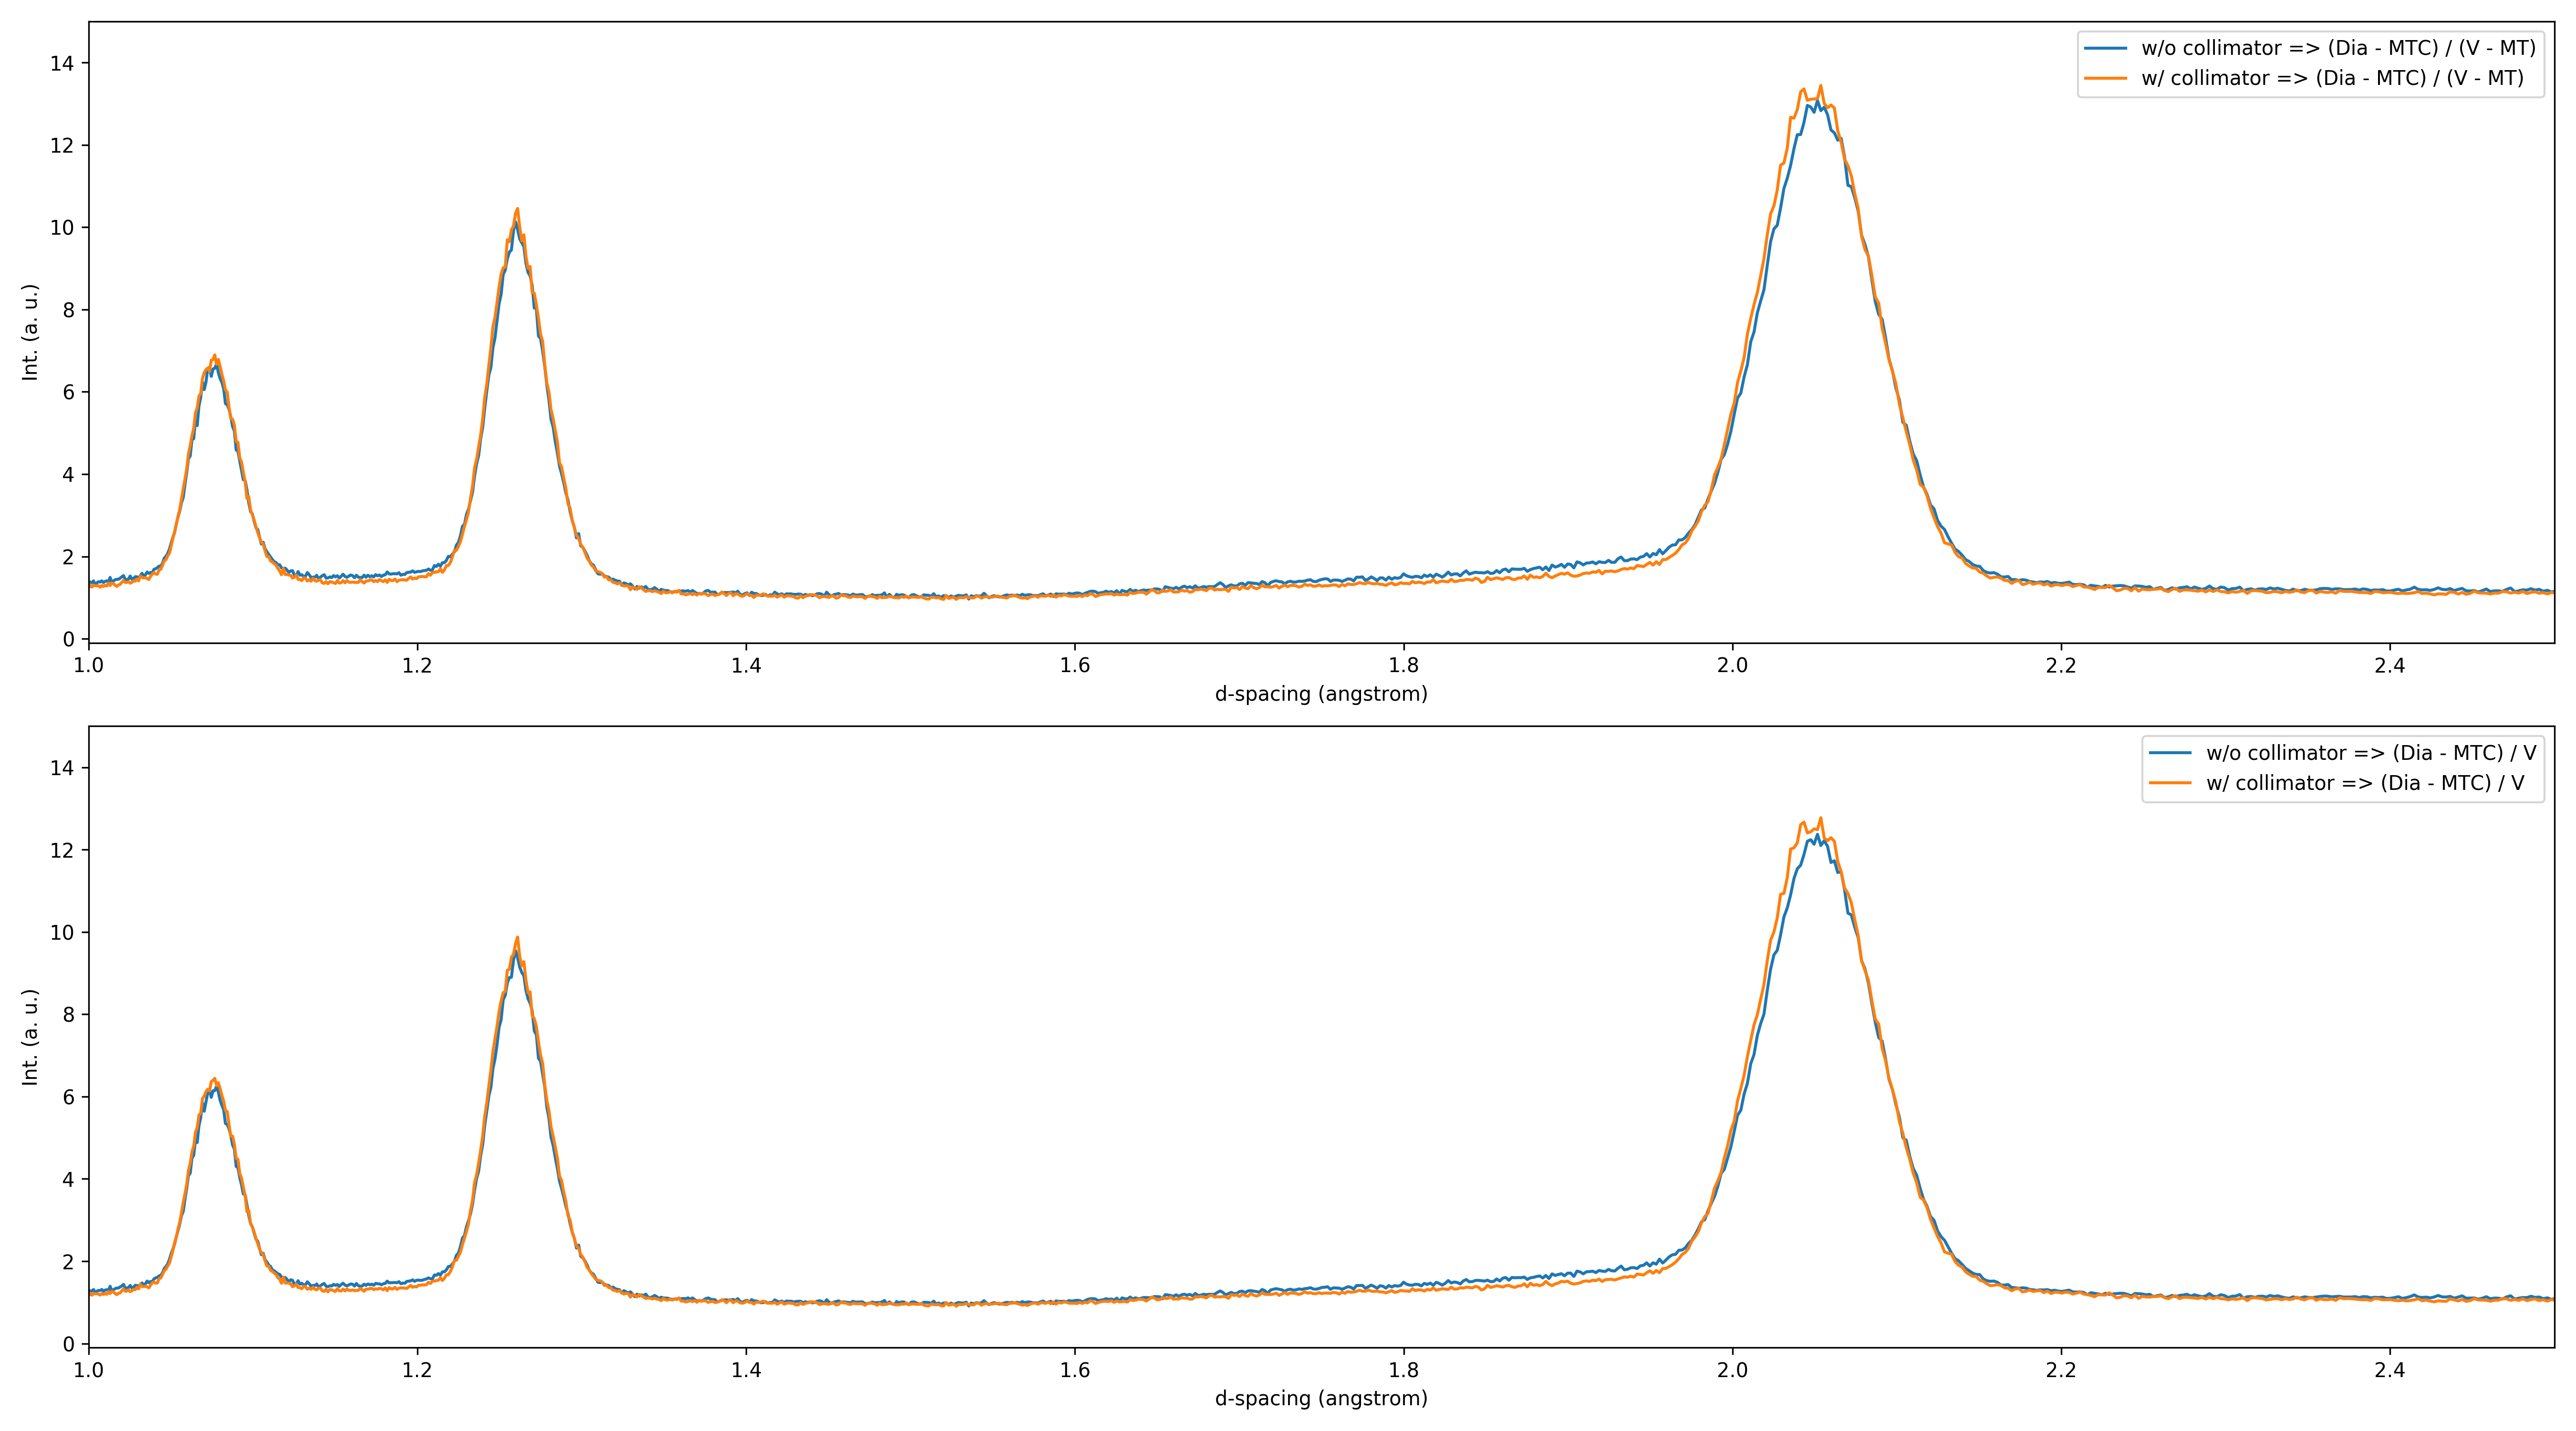 14
12
10
8
6
4
2
0
Int. (a. u.)
w/o collimator => (Dia - MTC) / (V - MT)
w/ collimator => (Dia - MTC) / (V - MT)
1.0 1.2 1.4 1.6 1.8 2.0 2.2 2.4
d-spacing (angstrom)
14
12
10
8
6
4
2
0
Int. (a. u.)
w/o collimator => (Dia - MTC) / V
w/ collimator => (Dia - MTC) / V
1.0 1.2 1.4 1.6 1.8 2.0 2.2 2.4
d-spacing (angstrom)